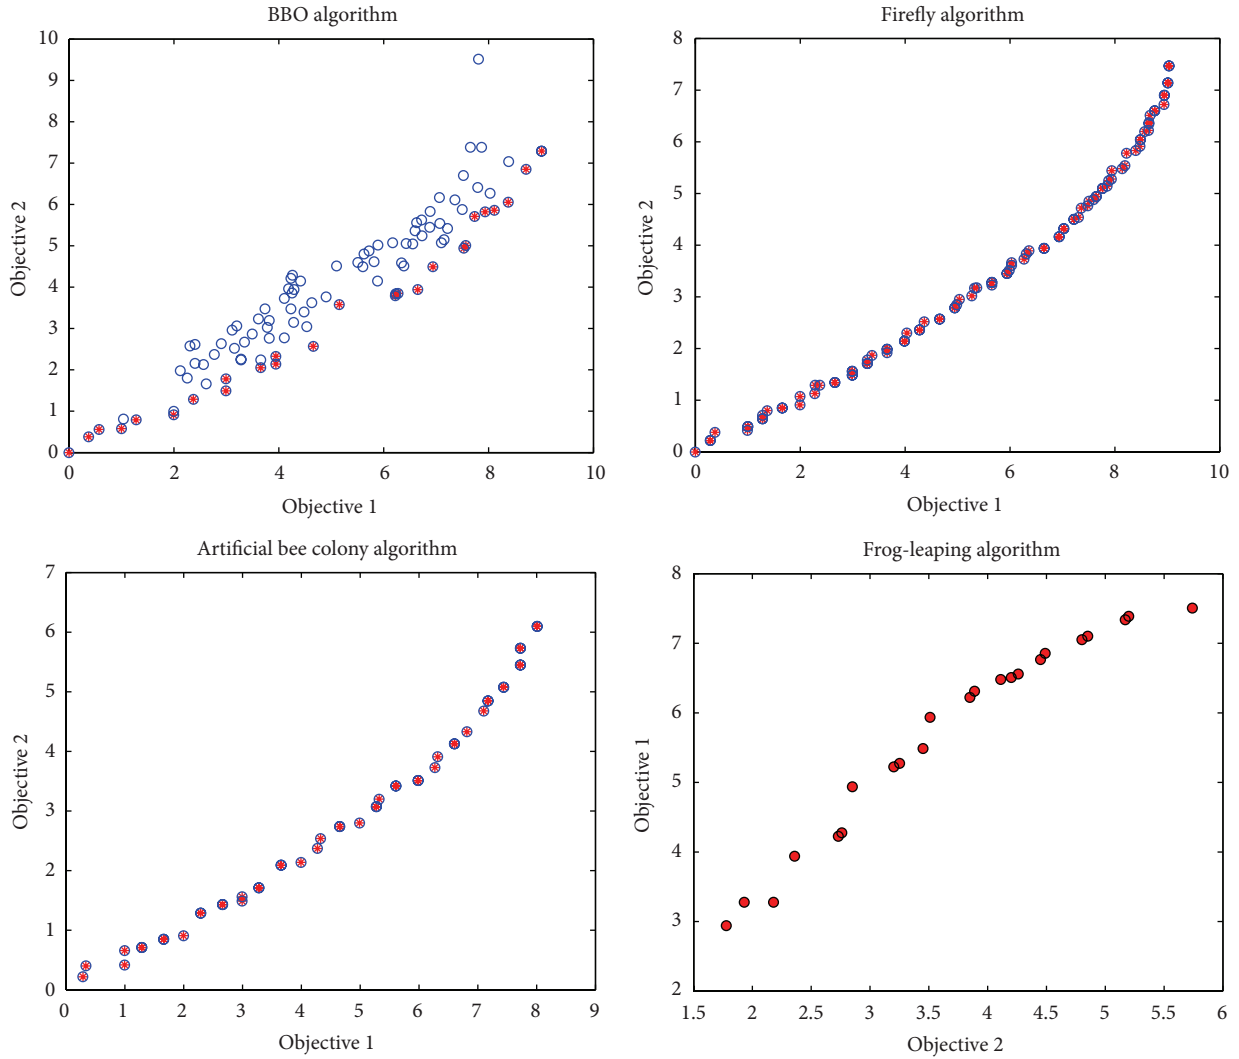 BBO algorithm
10
9
8
7
6
5
4
3
2
1
0
Objective 2
0 2 4 6 8 10
Objective 1
Firefly algorithm
8
7
6
5
4
3
2
1
0
Objective 2
0 2 4 6 8 10
Objective 1
Artificial bee colony algorithm
7
6
5
4
3
2
1
0
Objective 2
0 1 2 3 4 5 6 7 8 9
Objective 1
Frog-leaping algorithm
8
7
6
5
4
3
2
Objective 1
1.5 2 2.5 3 3.5 4 4.5 5 5.5 6
Objective 2